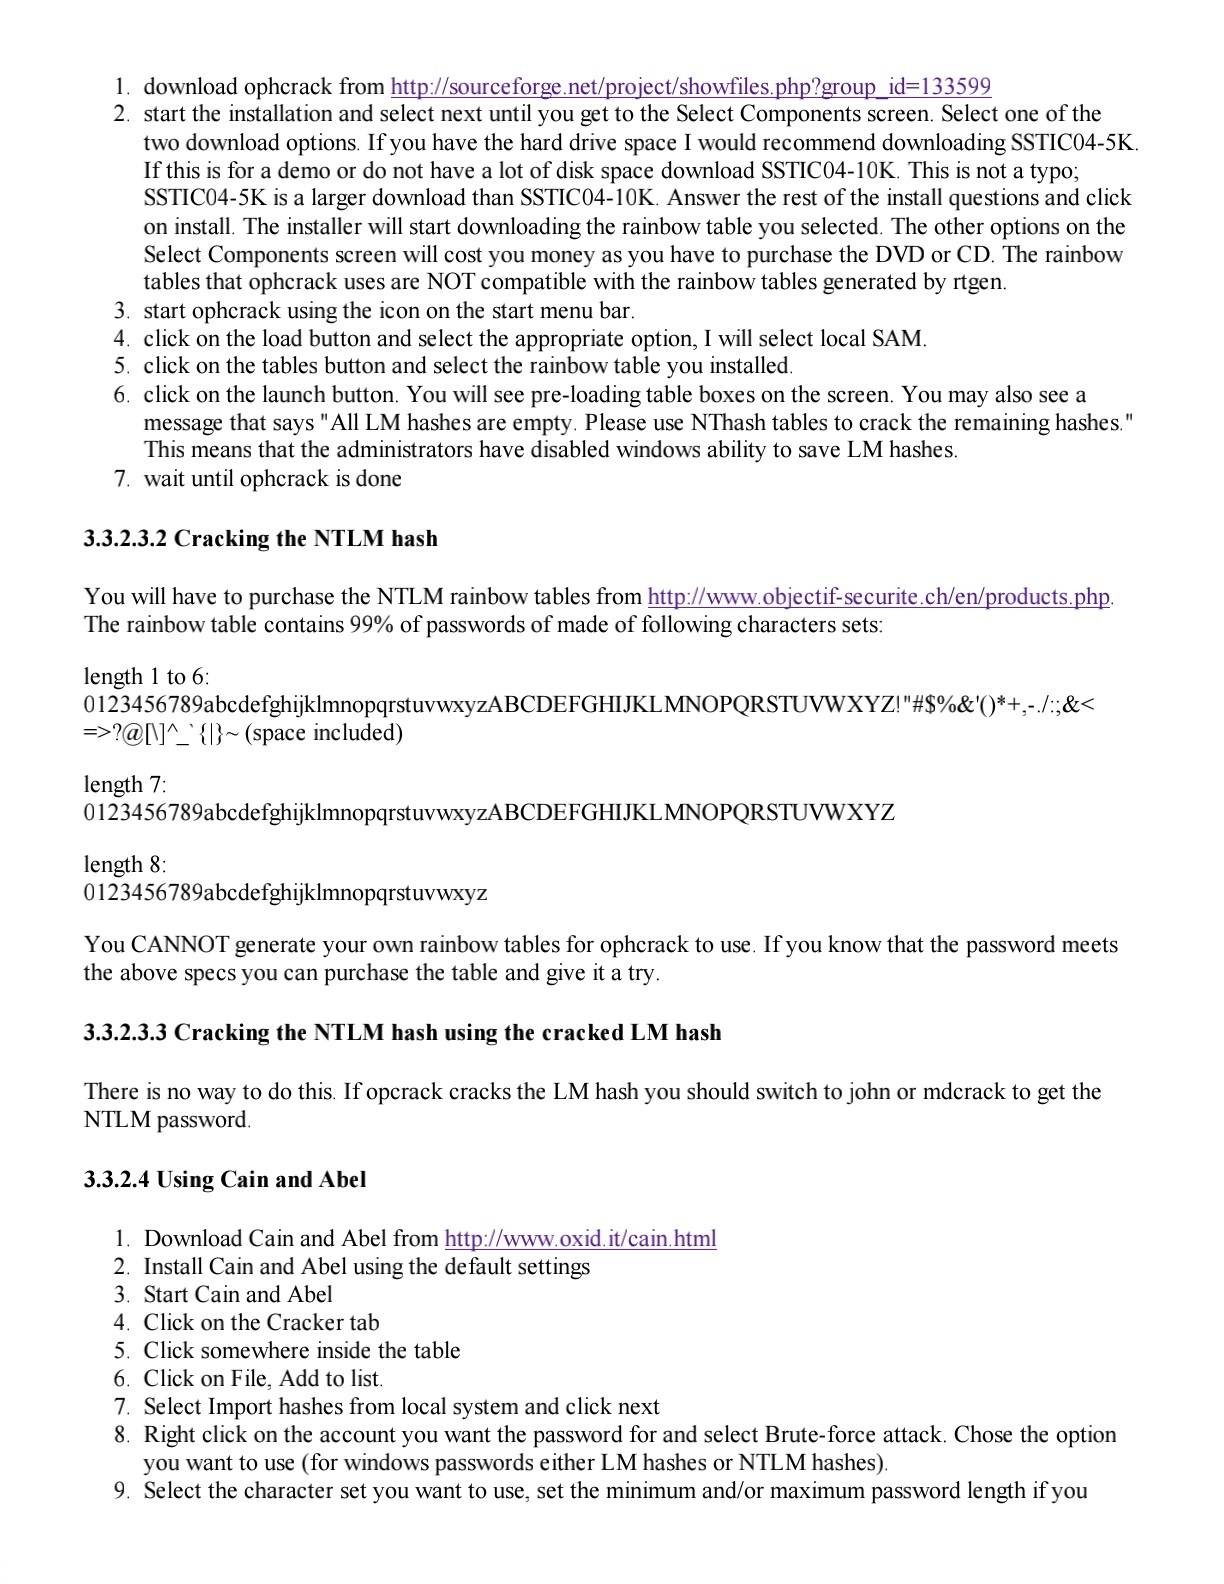 1. download ophcrack from http://sourceforge.net/project/showfiles.php?group_id=133599
2. start the installation and select next until you get to the Select Components screen. Select one of the
two download options. If you have the hard drive space I would recommend downloading SSTIC04-5K.
If this is for a demo or do not have a lot of disk space download SSTIC04-10K. This is not a typo;
SSTIC04-5K is a larger download than SSTIC04-10K. Answer the rest of the install questions and click
on install. The installer will start downloading the rainbow table you selected. The other options on the
Select Components screen will cost you money as you have to purchase the DVD or CD. The rainbow
tables that ophcrack uses are NOT compatible with the rainbow tables generated by rtgen.
3. start ophcrack using the icon on the start menu bar.
4. click on the load button and select the appropriate option, I will select local SAM.
5. click on the tables button and select the rainbow table you installed.
6. click on the launch button. You will see pre-loading table boxes on the screen. You may also see a
message that says "All LM hashes are empty. Please use NThash tables to crack the remaining hashes."
This means that the administrators have disabled windows ability to save LM hashes.
7. wait until ophcrack is done
3.3.2.3.2 Cracking the NTLM hash
You will have to purchase the NTLM rainbow tables from http://www.objectif-securite.ch/en/products.php.
The rainbow table contains 99% of passwords of made of following characters sets:
length 1 to 6:
0123456789abcdefghijklmnopqrstuvwxyzABCDEFGHIJKLMNOPQRSTUVWXYZ!"#$%&'()*+,-./:;&<
=>?@[\]^_`{|}~ (space included)
length 7:
0123456789abcdefghijklmnopqrstuvwxyzABCDEFGHIJKLMNOPQRSTUVWXYZ
length 8:
0123456789abcdefghijklmnopqrstuvwxyz
You CANNOT generate your own rainbow tables for ophcrack to use. If you know that the password meets
the above specs you can purchase the table and give it a try.
3.3.2.3.3 Cracking the NTLM hash using the cracked LM hash
There is no way to do this. If opcrack cracks the LM hash you should switch to john or mdcrack to get the
NTLM password.
3.3.2.4 Using Cain and Abel
1. Download Cain and Abel from http://www.oxid.it/cain.html
2. Install Cain and Abel using the default settings
3. Start Cain and Abel
4. Click on the Cracker tab
5. Click somewhere inside the table
6. Click on File, Add to list.
7. Select Import hashes from local system and click next
8. Right click on the account you want the password for and select Brute-force attack. Chose the option
you want to use (for windows passwords either LM hashes or NTLM hashes).
9. Select the character set you want to use, set the minimum and/or maximum password length if you